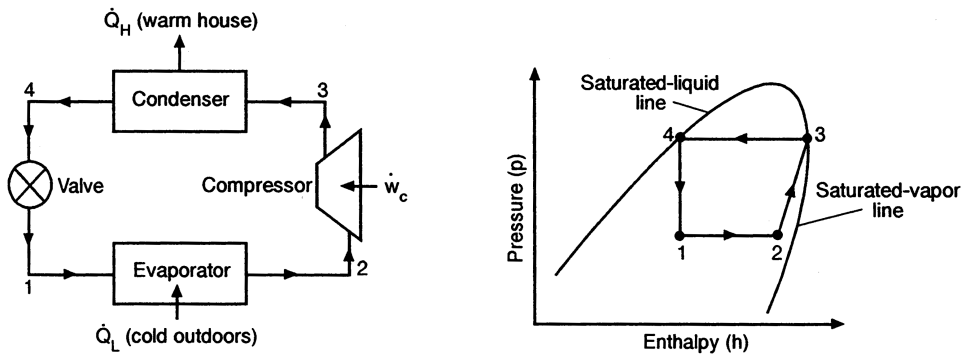 Q̇H (warm house)
4
Condenser
3
Valve
Compressor
ẇc
1
Evaporator
2
Q̇L (cold outdoors)
Pressure (p)
Saturated-liquid
line
4
3
Saturated-vapor
line
1
2
Enthalpy (h)